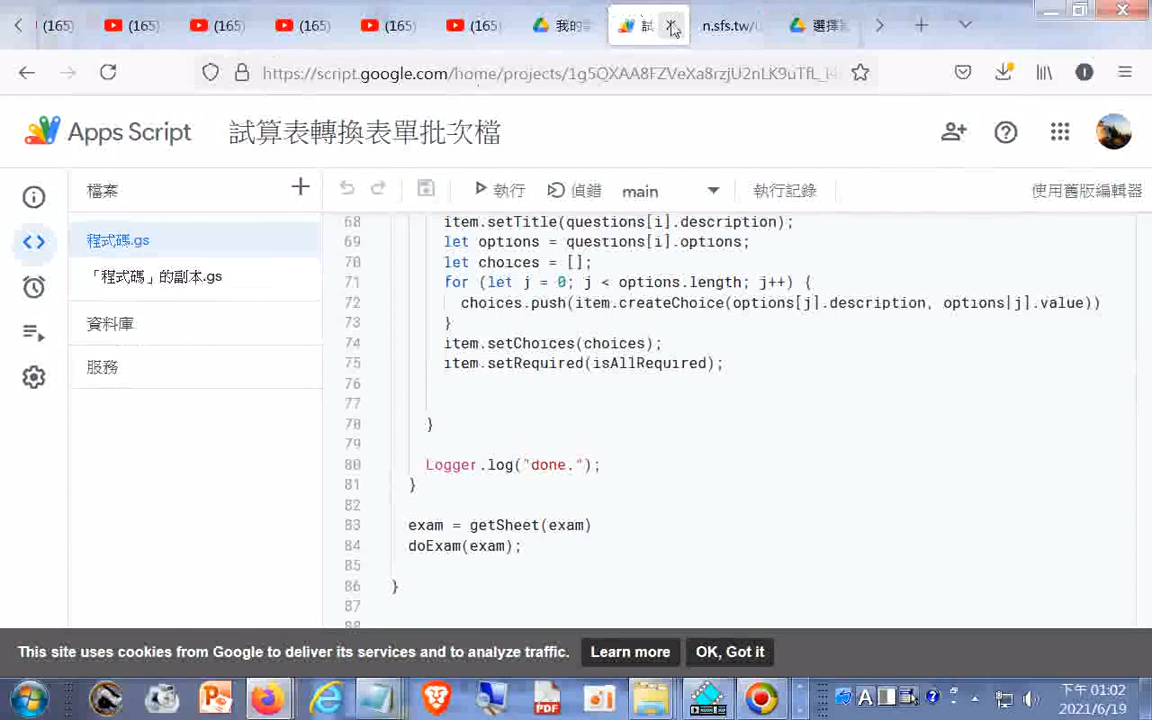 (165)
(165)
(165)
(165)
(165)
(165)
我的
試
n.sfs.tw/
選擇
https://script.google.com/home/projects/1g5QXAA8FZVeXa8rzjU2nLK9uTfL_l4
Apps Script
試算表轉換表單批次檔
檔案
執行
偵錯
main
執行記錄
使用舊版編輯器
程式碼.gs
「程式碼」的副本.gs
資料庫
服務
68 item.setTitle(questions[i].description);
69 let options = questions[i].options;
70 let choices = [];
71 for (let j = 0; j < options.length; j++) {
72 choices.push(item.createChoice(options[j].description, options[j].value))
73 }
74 item.setChoices(choices);
75 item.setRequired(isAllRequired);
76
77
78 }
79
80 Logger.log("done.");
81 }
82
83 exam = getSheet(exam)
84 doExam(exam);
85
86 }
87
88
This site uses cookies from Google to deliver its services and to analyze traffic.
Learn more
OK, Got it
下午 01:02
2021/6/19